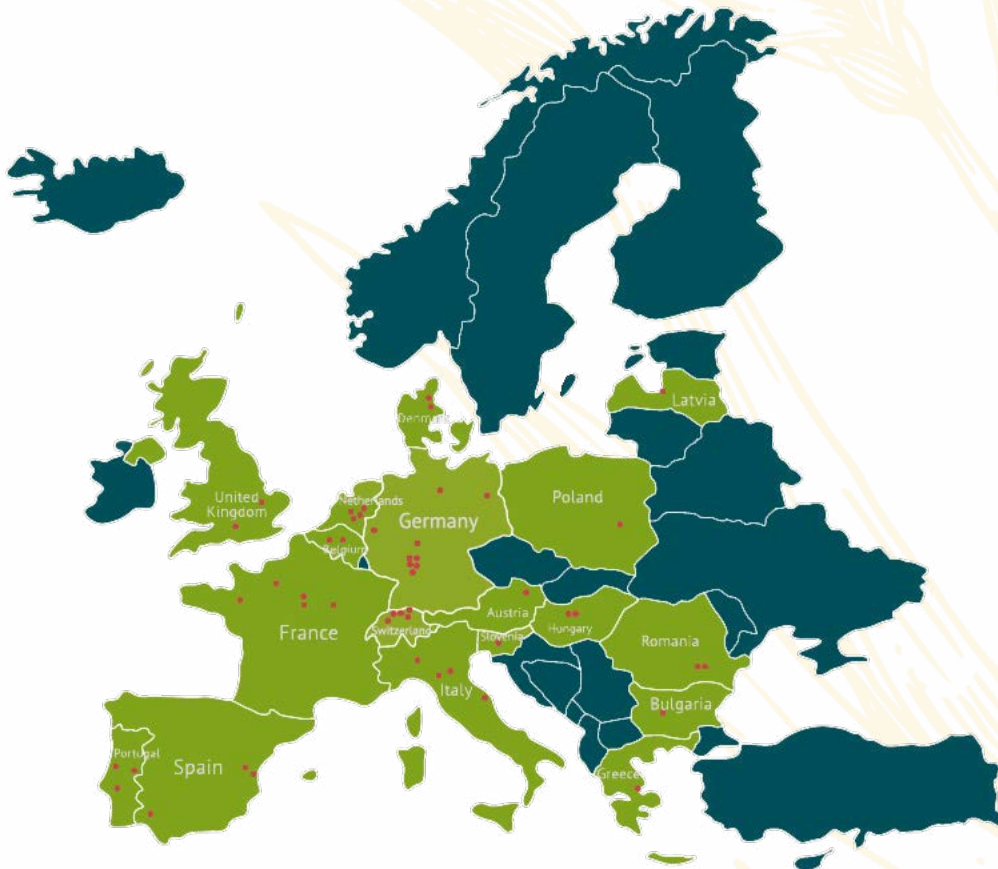 Latvia
Denmark
United
Kingdom
Netherlands
Poland
Germany
Belgium
Austria
France
Switzerland
Hungary
Slovenia
Romania
Italy
Bulgaria
Portugal
Spain
Greece